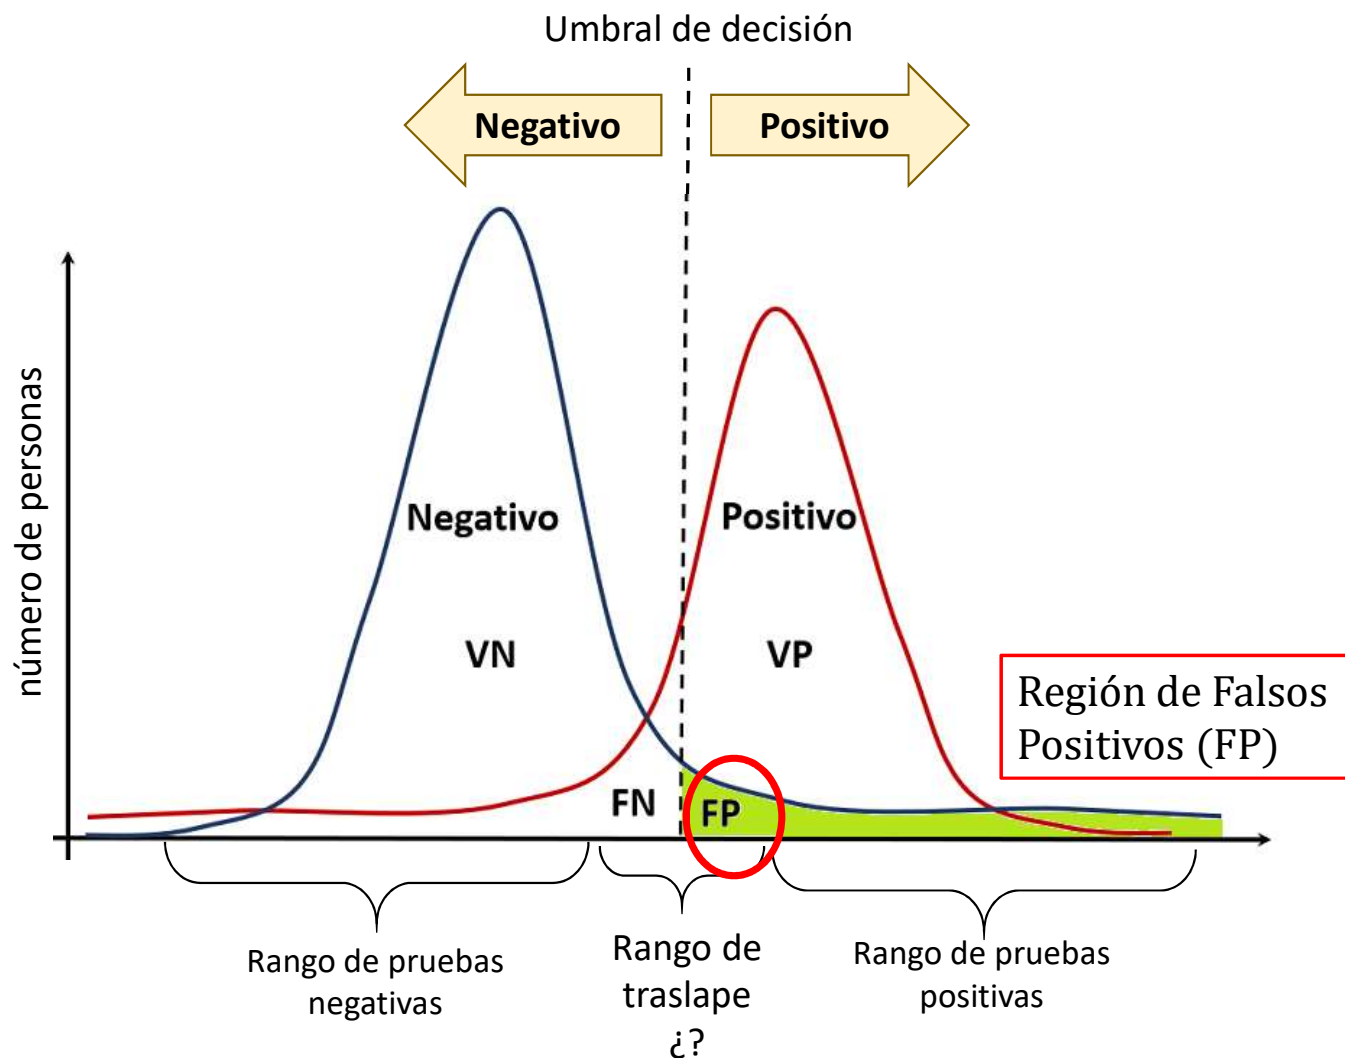 Umbral de decisión
Negativo
Positivo
número de personas
Negativo
Positivo
VN
VP
Región de Falsos
Positivos (FP)
FN
FP
Rango de pruebas
negativas
Rango de
traslape
¿?
Rango de pruebas
positivas